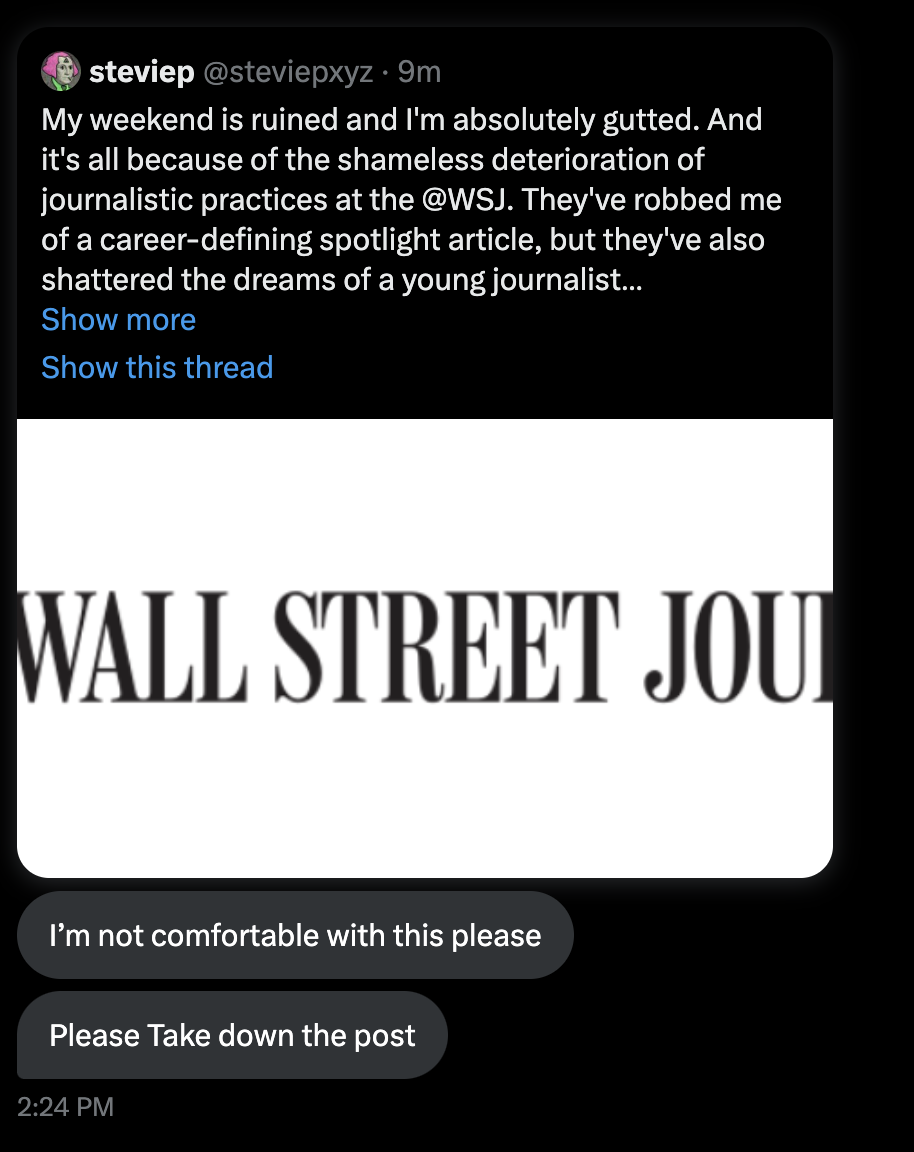 steviep @steviepxyz · 9m
My weekend is ruined and I'm absolutely gutted. And
it's all because of the shameless deterioration of
journalistic practices at the @WSJ. They've robbed me
of a career-defining spotlight article, but they've also
shattered the dreams of a young journalist...
Show more
Show this thread
WALL STREET JOU
I’m not comfortable with this please
Please Take down the post
2:24 PM